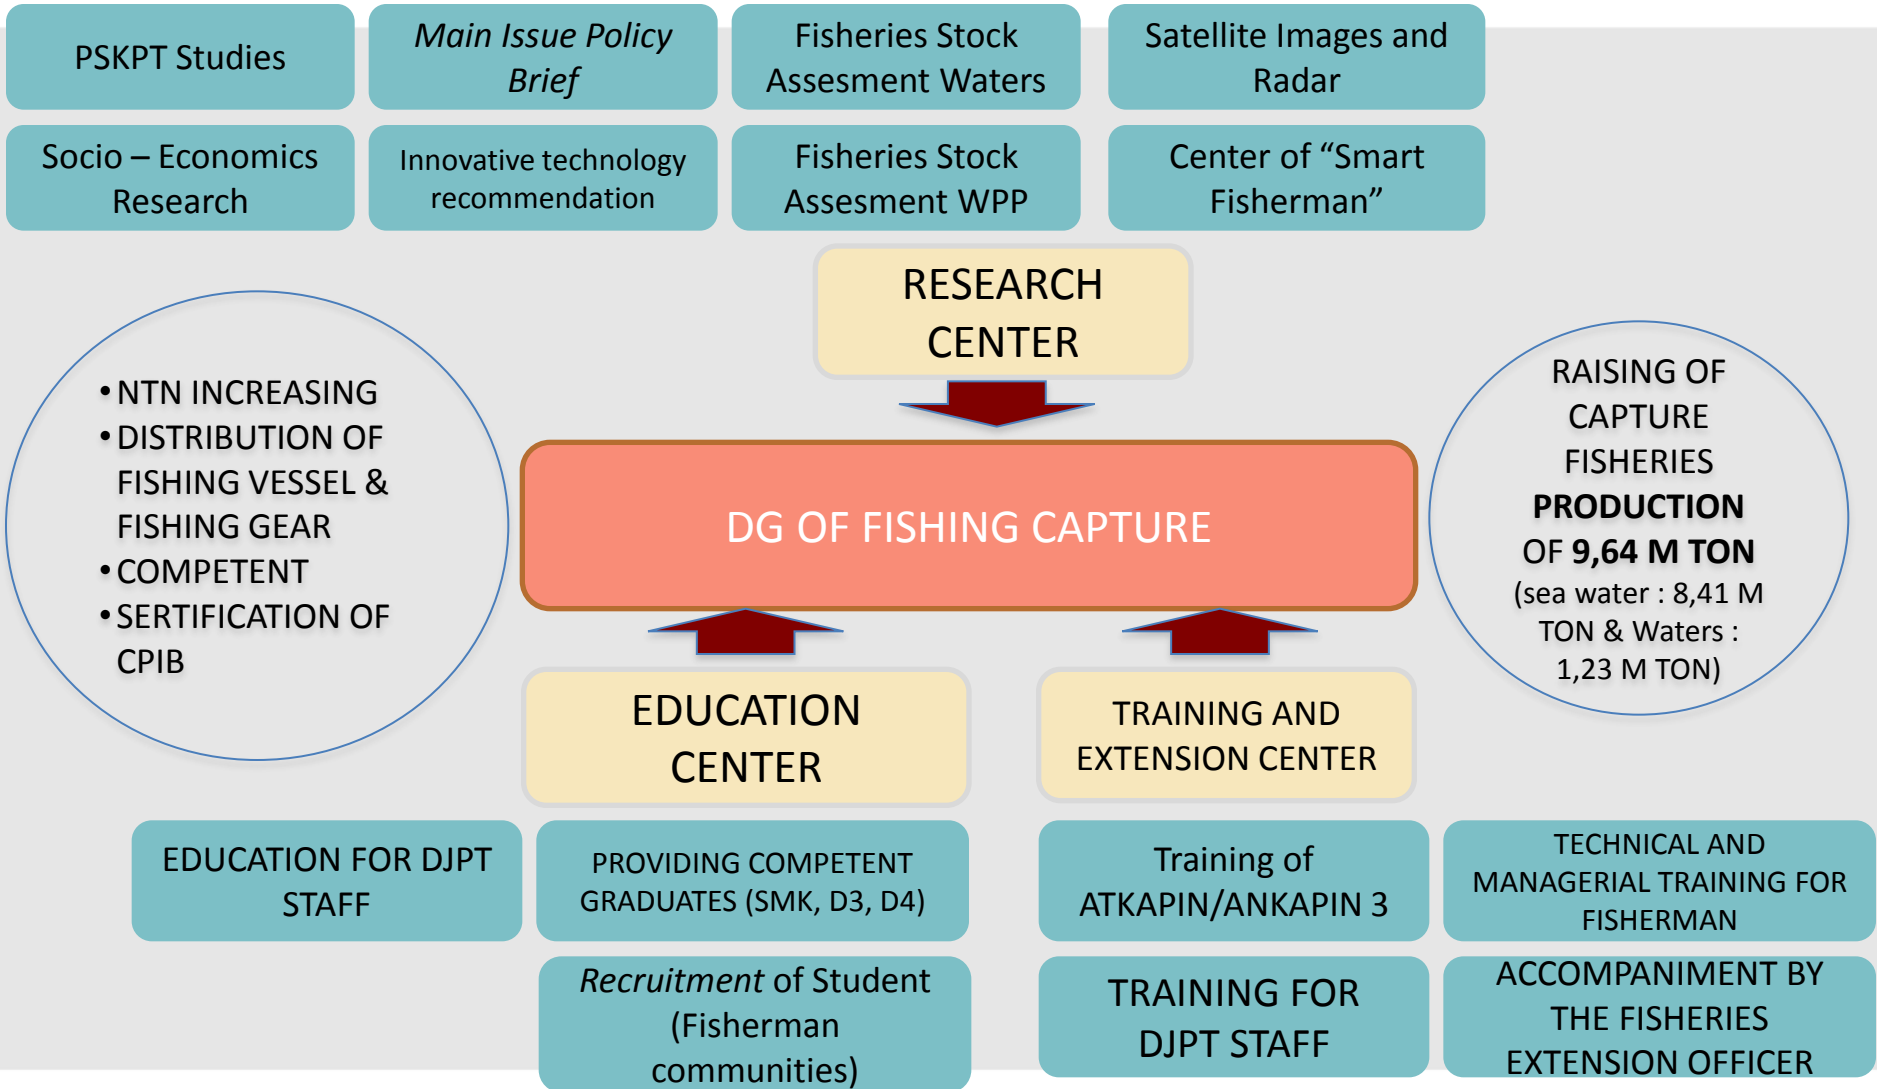 PSKPT Studies
Main Issue Policy
Brief
Fisheries Stock
Assesment Waters
Satellite Images and
Radar
Socio – Economics
Research
Innovative technology
recommendation
Fisheries Stock
Assesment WPP
Center of “Smart
Fisherman”
RESEARCH
CENTER
• NTN INCREASING
• DISTRIBUTION OF
FISHING VESSEL &
FISHING GEAR
• COMPETENT
• SERTIFICATION OF
CPIB
DG OF FISHING CAPTURE
RAISING OF
CAPTURE
FISHERIES
PRODUCTION
OF 9,64 M TON
(sea water : 8,41 M
TON & Waters :
1,23 M TON)
EDUCATION
CENTER
TRAINING AND
EXTENSION CENTER
EDUCATION FOR DJPT
STAFF
PROVIDING COMPETENT
GRADUATES (SMK, D3, D4)
Training of
ATKAPIN/ANKAPIN 3
TECHNICAL AND
MANAGERIAL TRAINING FOR
FISHERMAN
Recruitment of Student
(Fisherman
communities)
TRAINING FOR
DJPT STAFF
ACCOMPANIMENT BY
THE FISHERIES
EXTENSION OFFICER